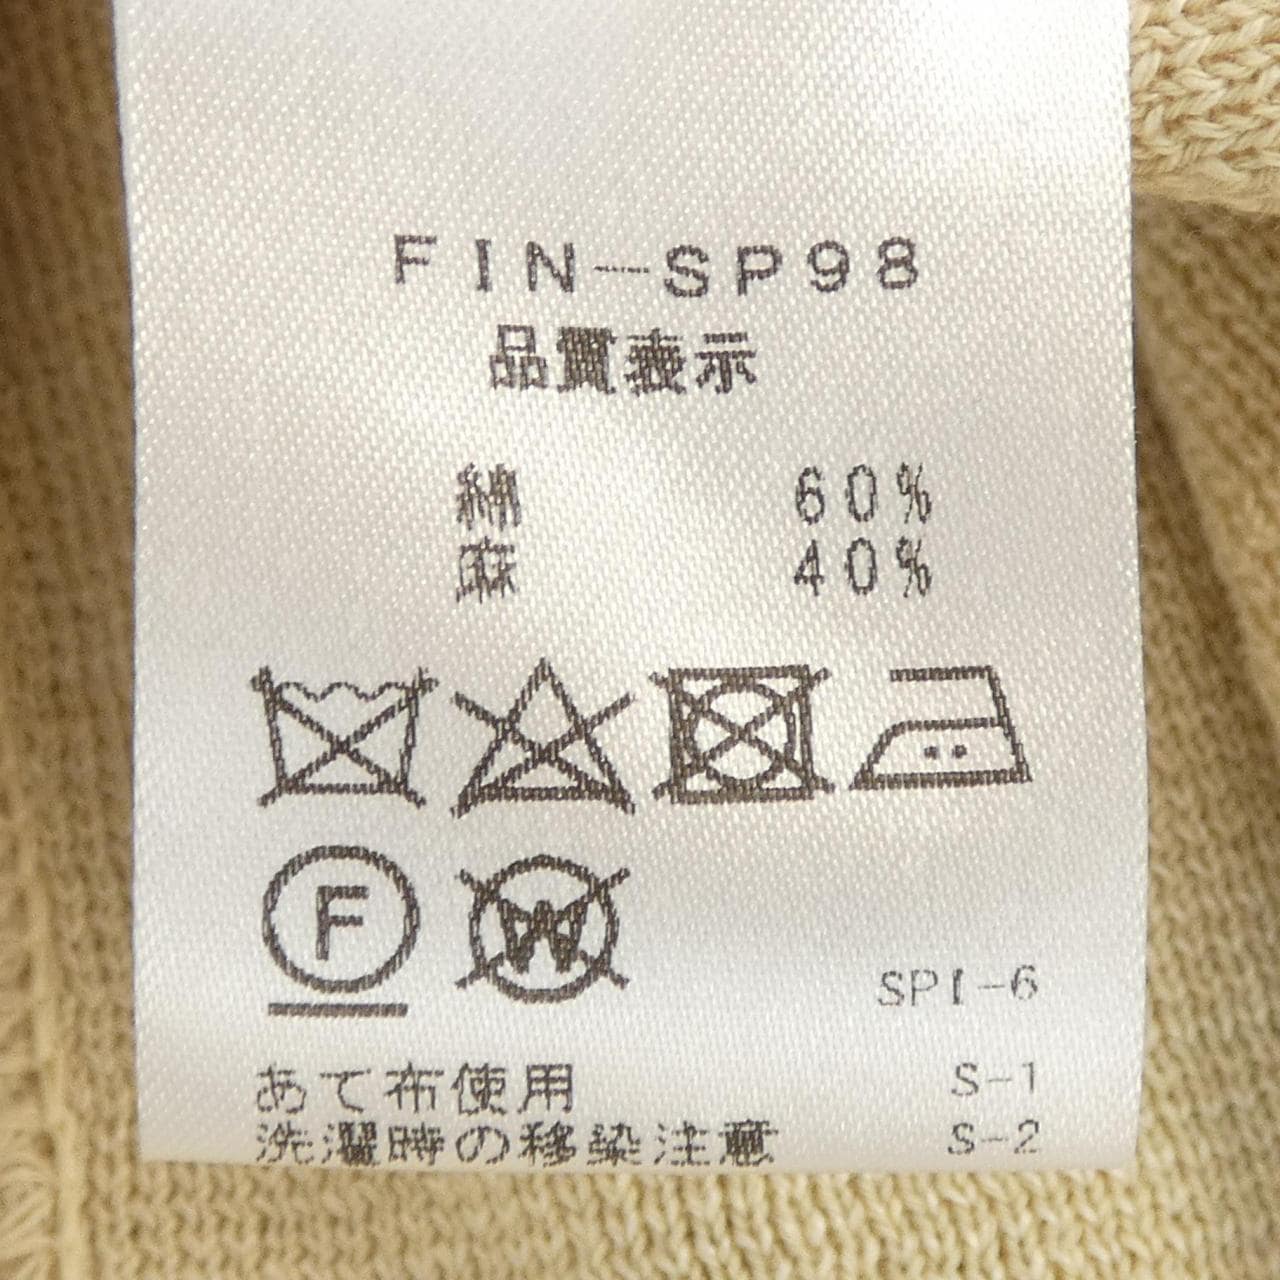 FIN-SP98
品質表示
綿 60%
麻 40%
F W
SPI-6
あて布使用 S-1
洗濯時の移染注意 S-2